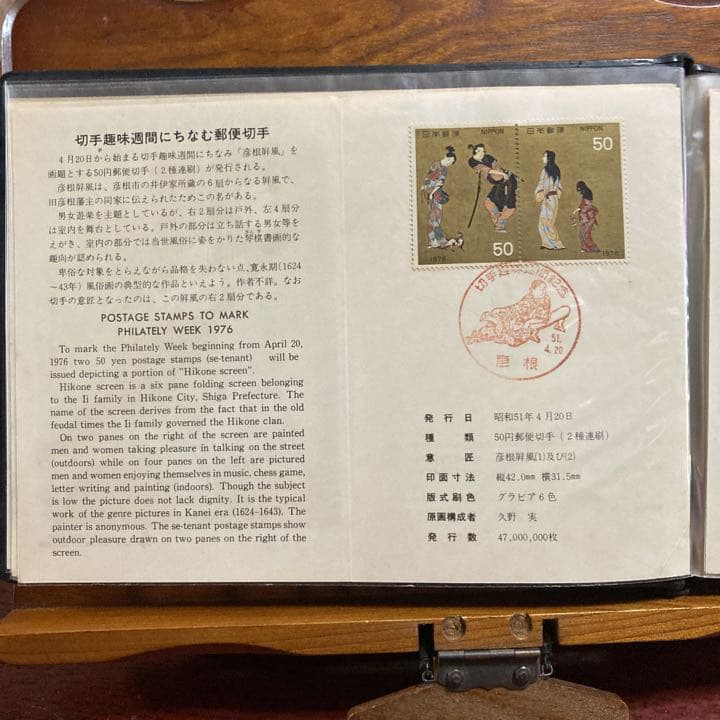 切手趣味週間にちなむ郵便切手
4月20日から始まる切手趣味週間にちなみ「彦根屏風」を
画題とする50円郵便切手(2種連刷)が発行される。
彦根屏風は、彦根市の井伊家所蔵の6扇からなる屏風で、
旧彦根藩主の同家に伝えられたためこの名がある。
男女遊楽を主題としているが、右2扇分は戸外、左4扇分
は室内を舞台としている。戸外の部分は立ち話する男女等を
えがき、室内の部分では当世風俗に姿をかりた琴棋書画的な
趣向が認められる。
卑俗な対象をとらえながら品格を失わない点、寛永期(1624
〜43年)風俗画の典型的な作品といえよう。作者不詳。なお
切手の意匠となったのは、この屏風の右2扇分である。
POSTAGE STAMPS TO MARK
PHILATELY WEEK 1976
To mark the Philately Week beginning from April 20,
1976 two 50 yen postage stamps (se-tenant) will be
issued depicting a portion of "Hikone screen".
Hikone screen is a six pane folding screen belonging
to the Ii family in Hikone City, Shiga Prefecture. The
name of the screen derives from the fact that in the old
feudal times the Ii family governed the Hikone clan.
On two panes on the right of the screen are painted
men and women taking pleasure in talking on the street
(outdoors) while on four panes on the left are pictured
men and women enjoying themselves in music, chess game,
letter writing and painting (indoors). Though the subject
is low the picture does not lack dignity. It is the typical
work of the genre pictures in Kanei era (1624-1643). The
painter is anonymous. The se-tenant postage stamps show
outdoor pleasure drawn on two panes on the right of the
screen.
日本郵便 NIPPON
50
1976
日本郵便 NIPPON
50
1976
切手趣味週間記念
51.
4.20
彦根
発行日 昭和51年4月20日
種類 50円郵便切手(2種連刷)
意匠 彦根屏風(1)及び(2)
印面寸法 縦42.0mm 横31.5mm
版式刷色 グラビア6色
原画構成者 久野 実
発行数 47,000,000枚